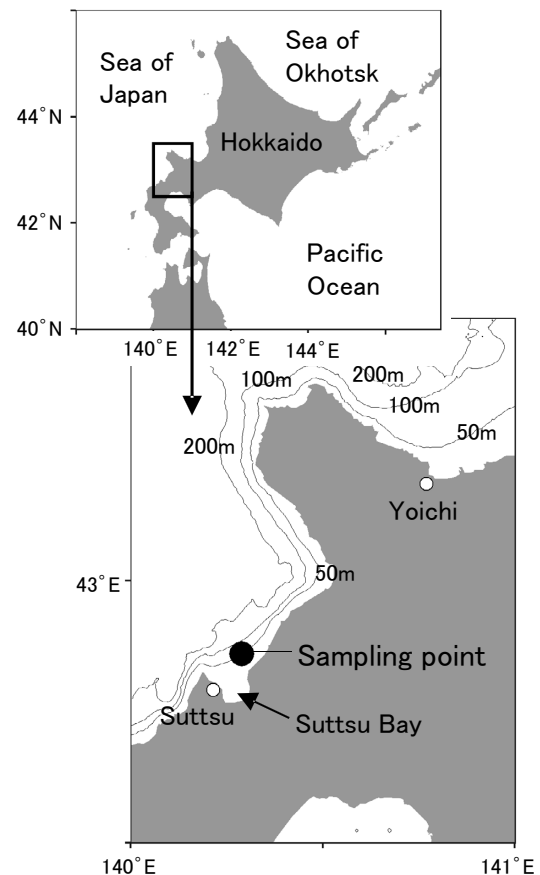 Sea of
Japan
Sea of
Okhotsk
44°N
Hokkaido
42°N
Pacific
Ocean
40°N
140°E 142°E 144°E
100m
200m
100m
200m
50m
Yoichi
43°E
50m
Sampling point
Suttsu
Suttsu Bay
140°E
141°E